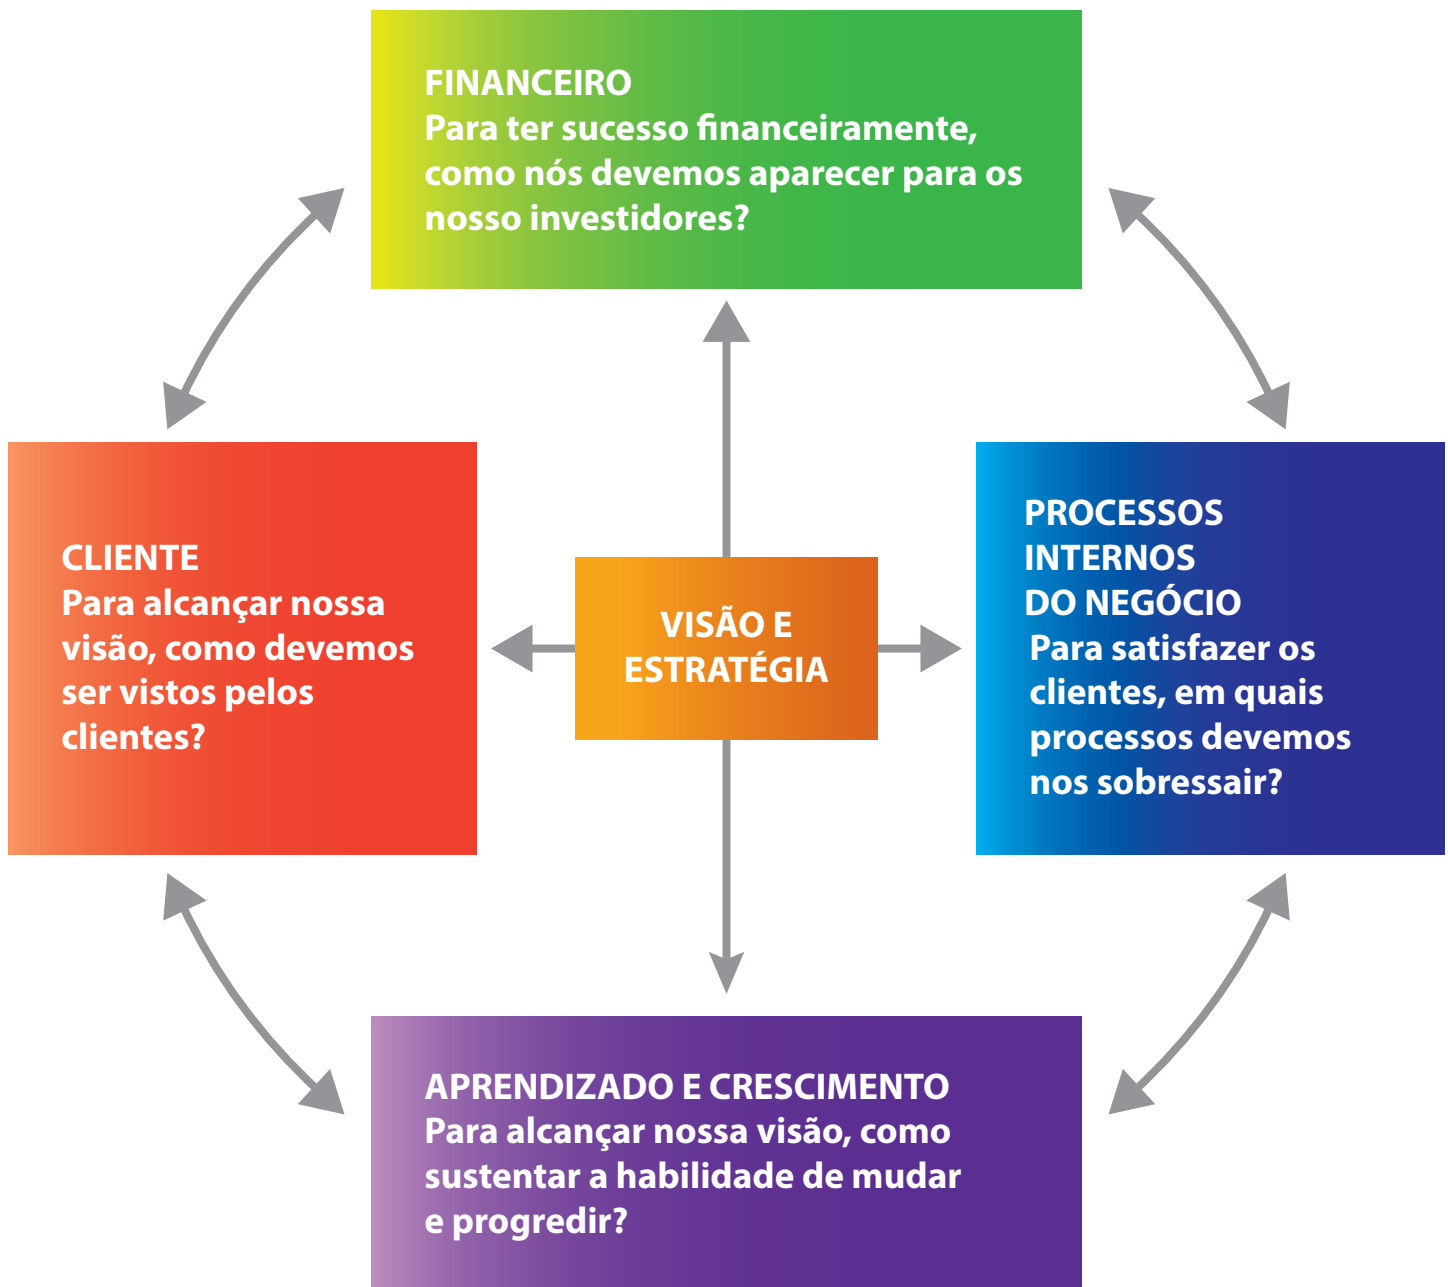 FINANCEIRO
Para ter sucesso financeiramente,
como nós devemos aparecer para os
nosso investidores?
CLIENTE
Para alcançar nossa
visão, como devemos
ser vistos pelos
clientes?
VISÃO E
ESTRATÉGIA
PROCESSOS
INTERNOS
DO NEGÓCIO
Para satisfazer os
clientes, em quais
processos devemos
nos sobressair?
APRENDIZADO E CRESCIMENTO
Para alcançar nossa visão, como
sustentar a habilidade de mudar
e progredir?